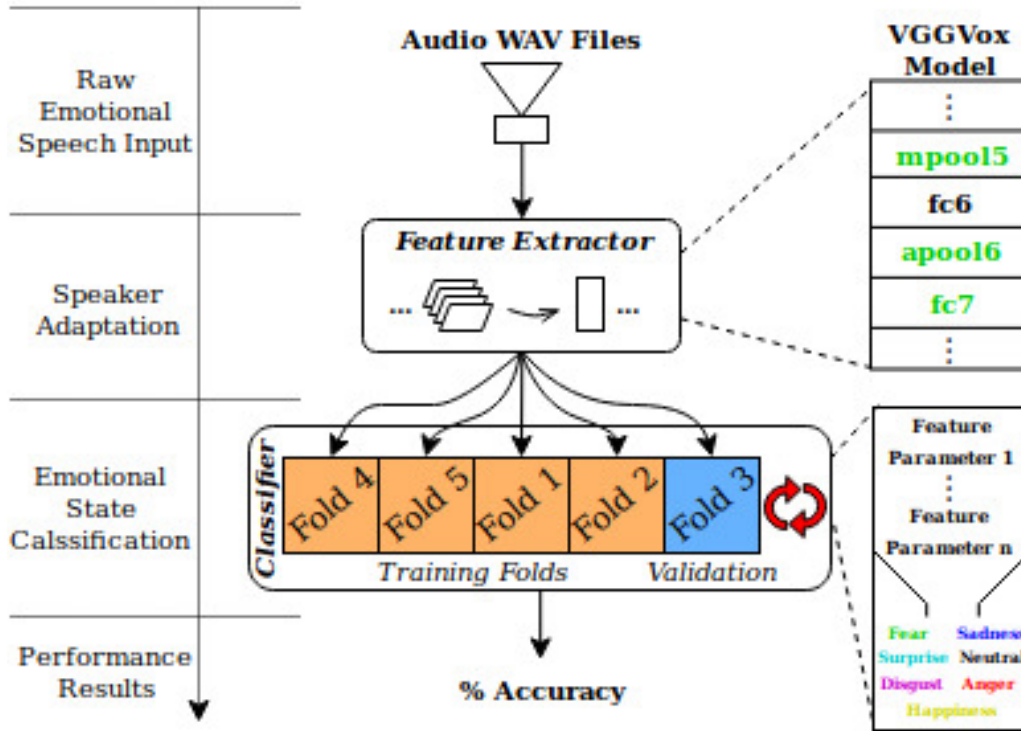 Raw
Emotional
Speech Input
Speaker
Adaptation
Emotional
State
Calssification
Performance
Results
Audio WAV Files
Feature Extractor
... ...
Classifier
Fold 4 Fold 5 Fold 1 Fold 2 Fold 3
Training Folds Validation
% Accuracy
VGGVox
Model
⋮
mpool5
fc6
apool6
fc7
⋮
Feature
Parameter 1
⋮
Feature
Parameter n
Fear Sadness
Surprise Neutral
Disgust Anger
Happiness